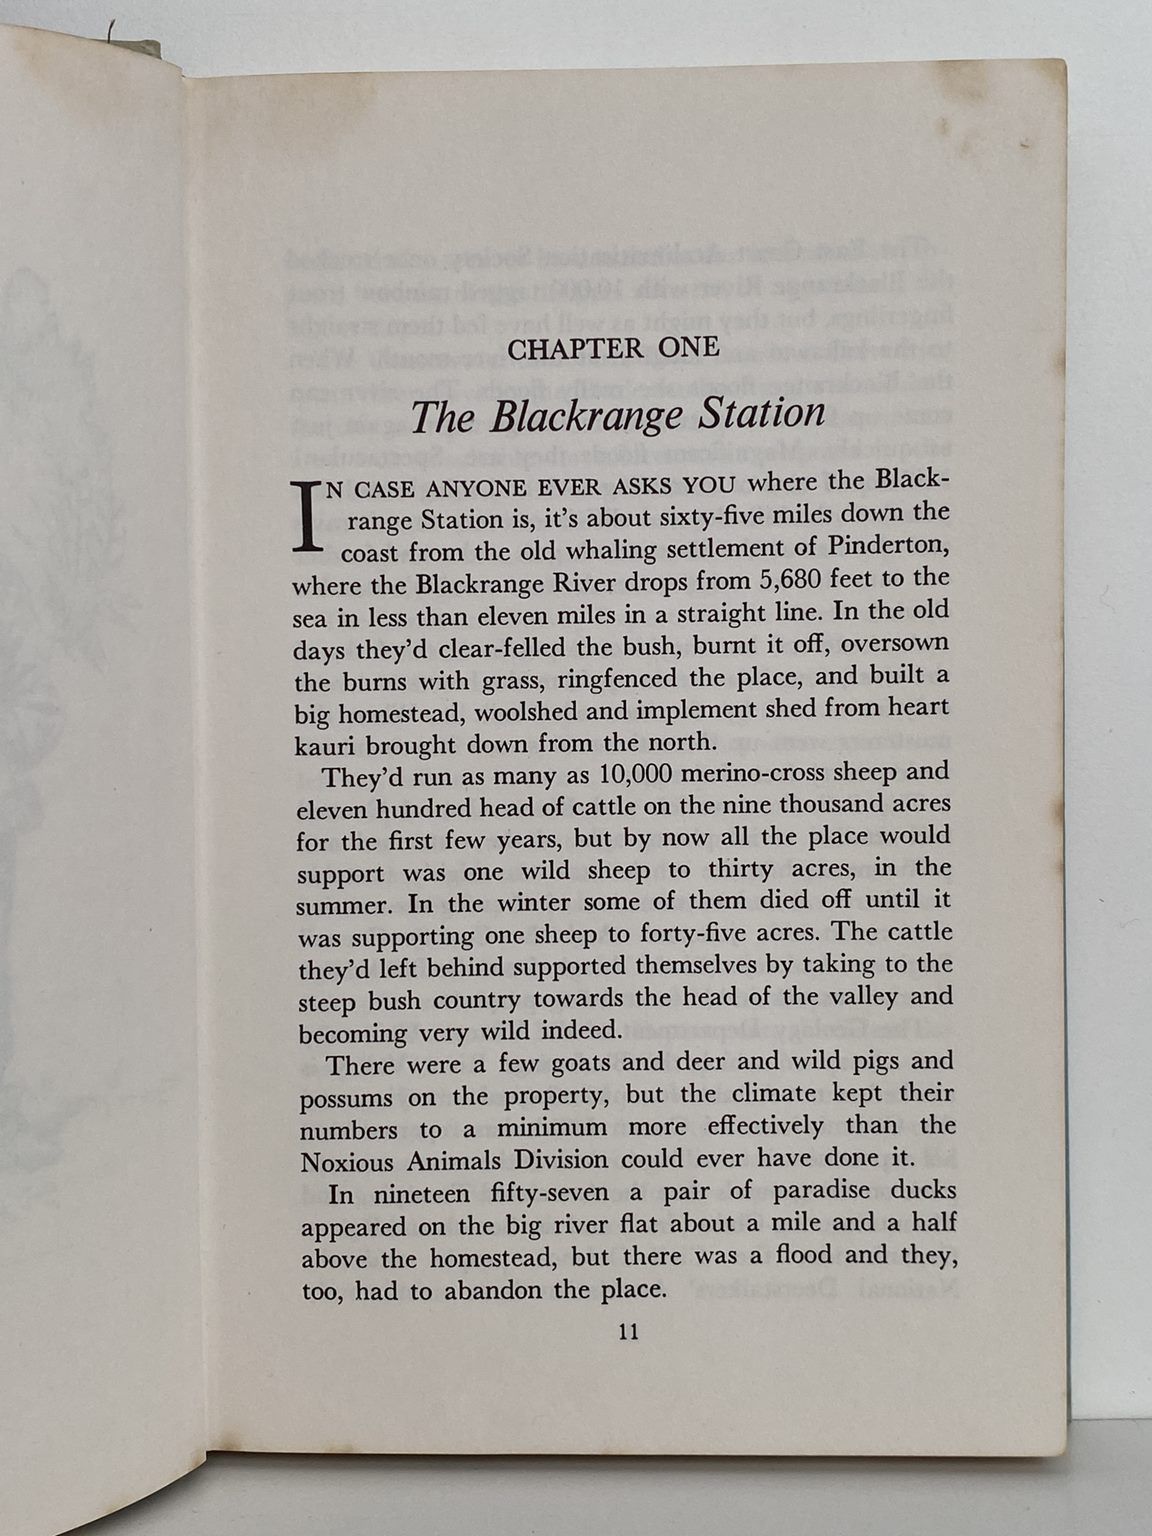 CHAPTER ONE
The Blackrange Station
IN CASE ANYONE EVER ASKS YOU where the Black-
range Station is, it's about sixty-five miles down the
coast from the old whaling settlement of Pinderton,
where the Blackrange River drops from 5,680 feet to the
sea in less than eleven miles in a straight line. In the old
days they'd clear-felled the bush, burnt it off, oversown
the burns with grass, ringfenced the place, and built a
big homestead, woolshed and implement shed from heart
kauri brought down from the north.
They'd run as many as 10,000 merino-cross sheep and
eleven hundred head of cattle on the nine thousand acres
for the first few years, but by now all the place would
support was one wild sheep to thirty acres, in the
summer. In the winter some of them died off until it
was supporting one sheep to forty-five acres. The cattle
they'd left behind supported themselves by taking to the
steep bush country towards the head of the valley and
becoming very wild indeed.
There were a few goats and deer and wild pigs and
possums on the property, but the climate kept their
numbers to a minimum more effectively than the
Noxious Animals Division could ever have done it.
In nineteen fifty-seven a pair of paradise ducks
appeared on the big river flat about a mile and a half
above the homestead, but there was a flood and they,
too, had to abandon the place.
11